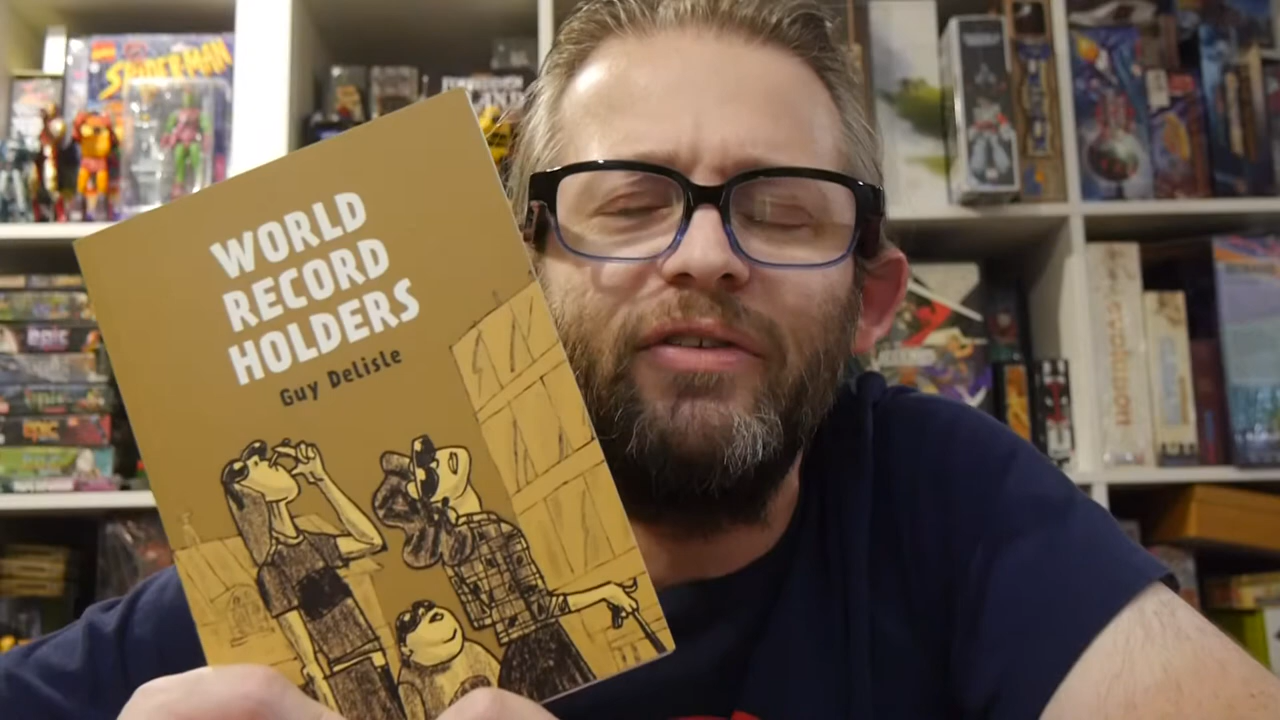 SPIDER-MAN
WORLD
RECORD
HOLDERS
Guy Delisle
epic